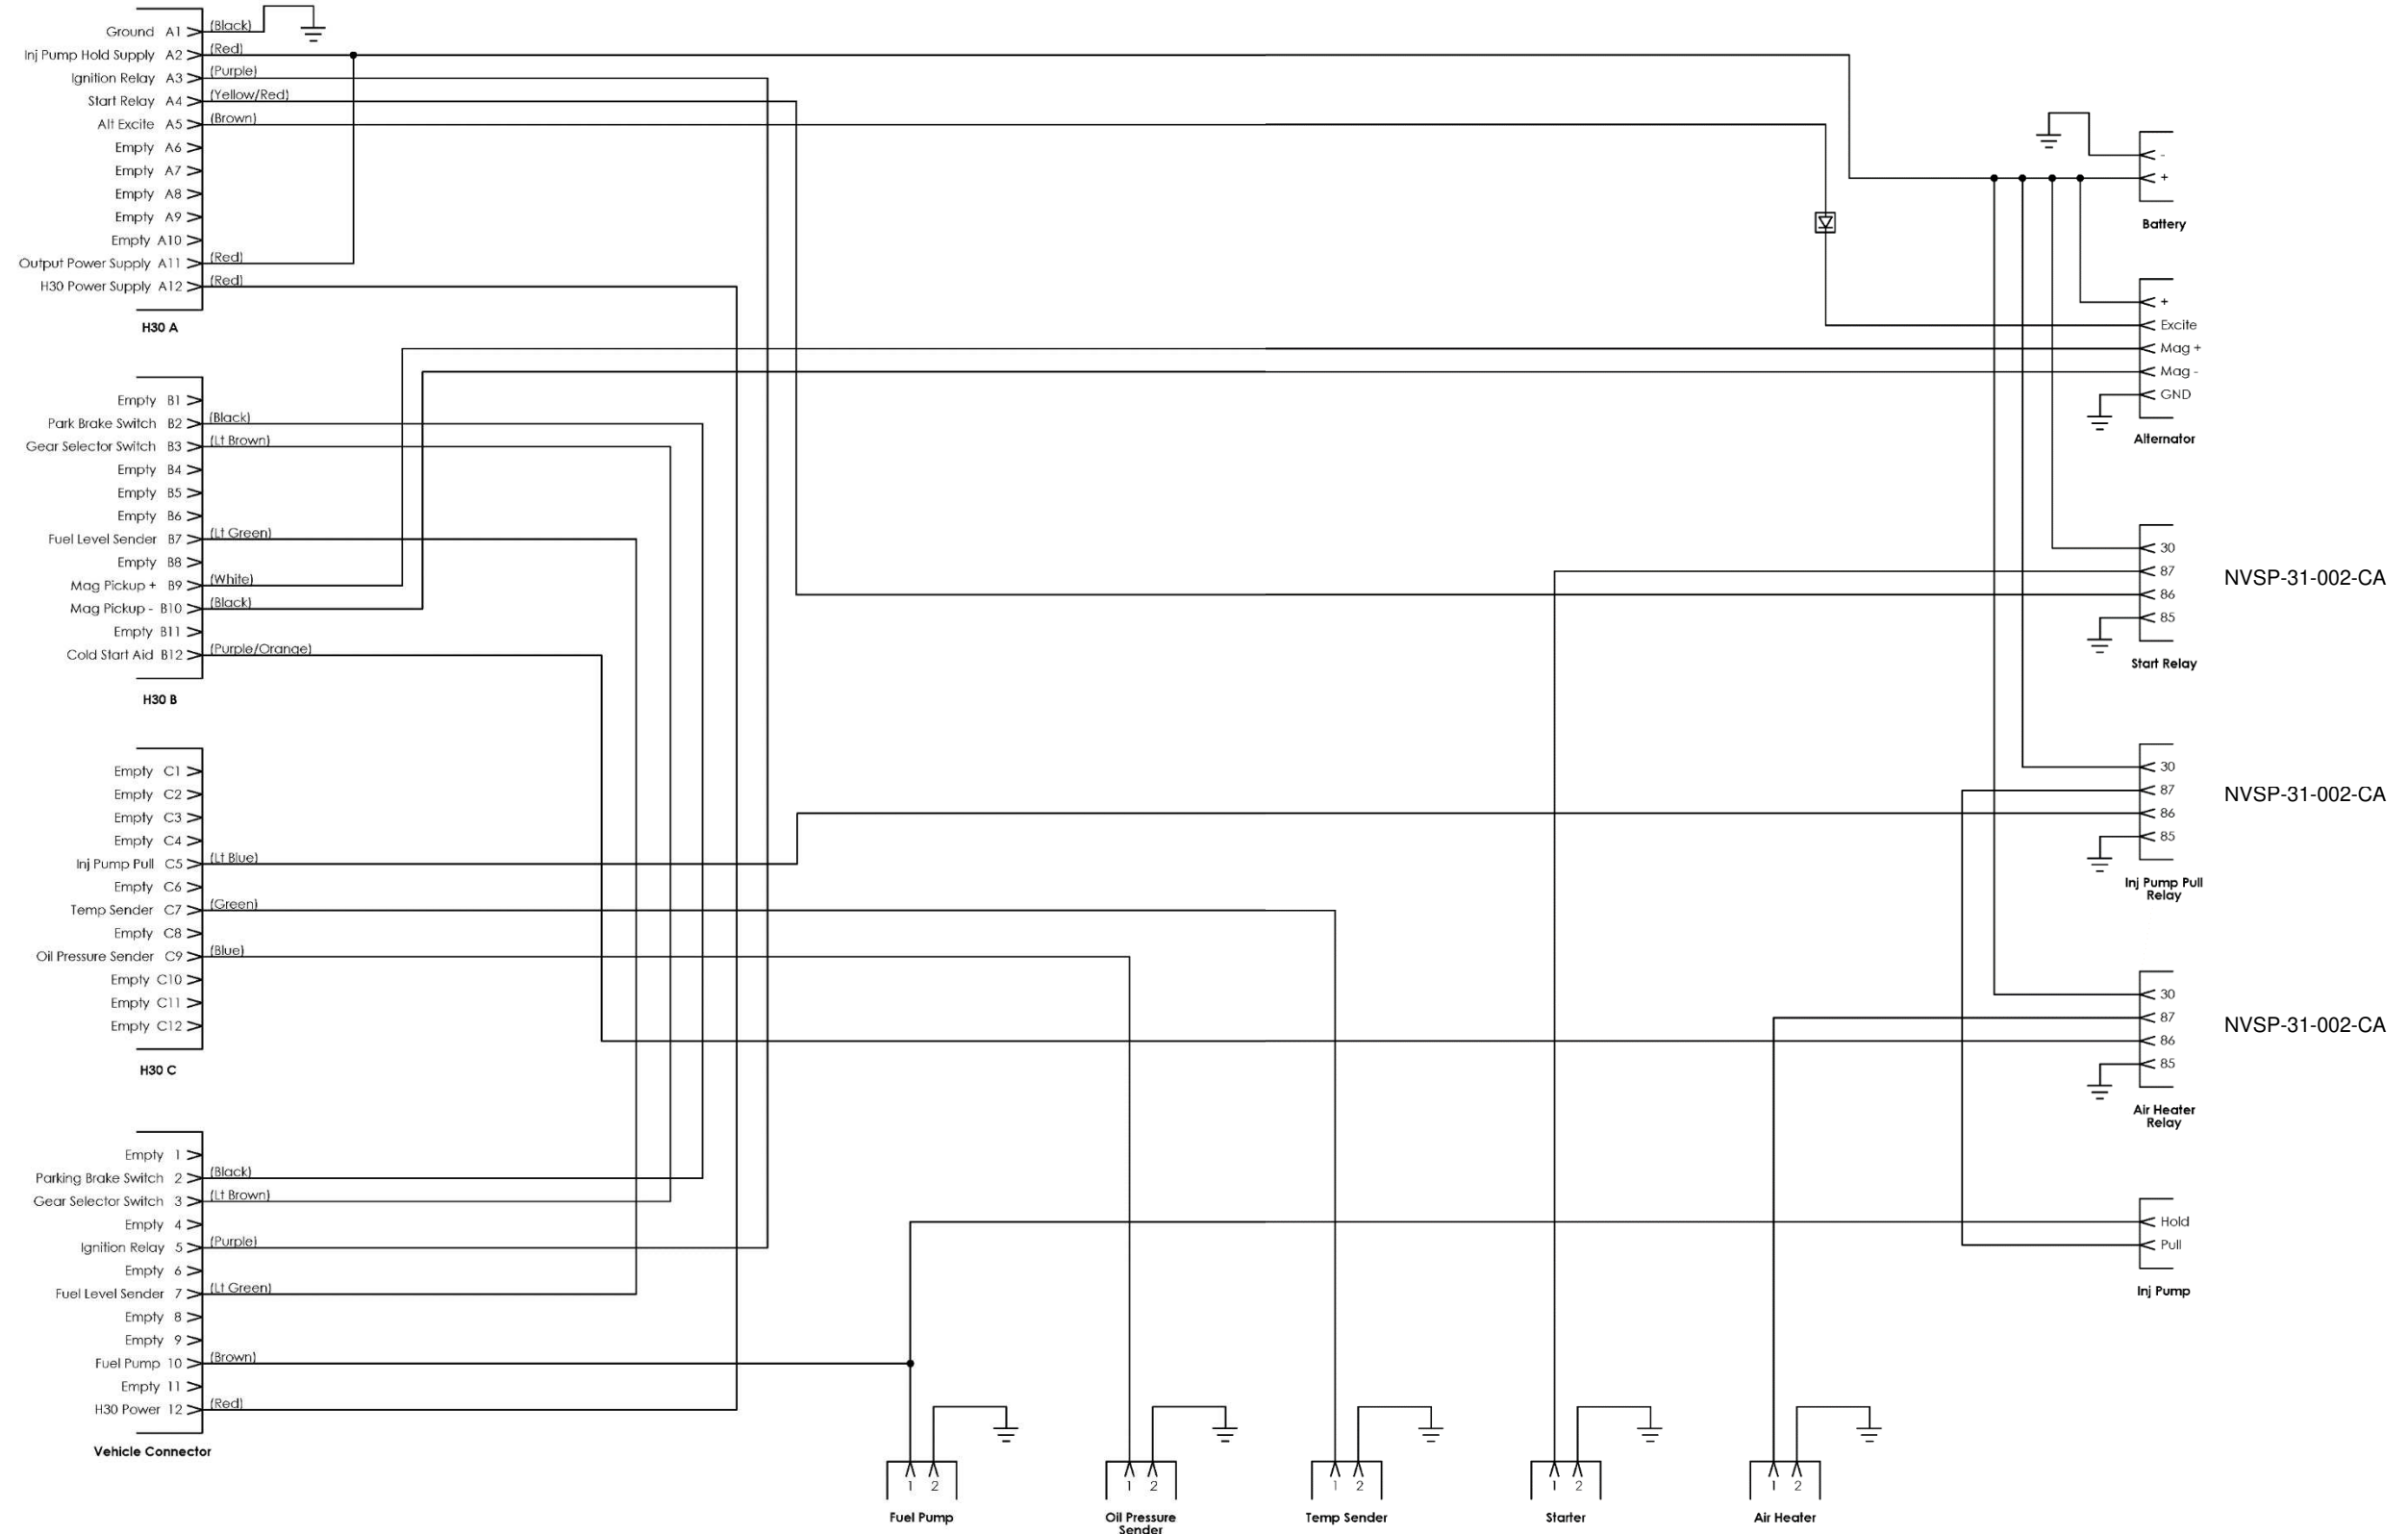 Ground A1 (Black)
Inj Pump Hold Supply A2 (Red)
Ignition Relay A3 (Purple)
Start Relay A4 (Yellow/Red)
Alt Excite A5 (Brown)
Empty A6
Empty A7
Empty A8
Empty A9
Empty A10
Output Power Supply A11 (Red)
H30 Power Supply A12 (Red)
H30 A
Empty B1
Park Brake Switch B2 (Black)
Gear Selector Switch B3 (Lt Brown)
Empty B4
Empty B5
Empty B6
Fuel Level Sender B7 (Lt Green)
Empty B8
Mag Pickup + B9 (White)
Mag Pickup - B10 (Black)
Empty B11
Cold Start Aid B12 (Purple/Orange)
H30 B
Empty C1
Empty C2
Empty C3
Empty C4
Inj Pump Pull C5 (Lt Blue)
Empty C6
Temp Sender C7 (Green)
Empty C8
Oil Pressure Sender C9 (Blue)
Empty C10
Empty C11
Empty C12
H30 C
Empty 1
Parking Brake Switch 2 (Black)
Gear Selector Switch 3 (Lt Brown)
Empty 4
Ignition Relay 5 (Purple)
Empty 6
Fuel Level Sender 7 (Lt Green)
Empty 8
Empty 9
Fuel Pump 10 (Brown)
Empty 11
H30 Power 12 (Red)
Vehicle Connector
-
+
Battery
+
Excite
Mag +
Mag -
GND
Alternator
30
87
86
85
Start Relay
NVSP-31-002-CA
30
87
86
85
Inj Pump Pull
Relay
NVSP-31-002-CA
30
87
86
85
Air Heater
Relay
NVSP-31-002-CA
Hold
Pull
Inj Pump
1 2
Fuel Pump
1 2
Oil Pressure
Sender
1 2
Temp Sender
1 2
Starter
1 2
Air Heater